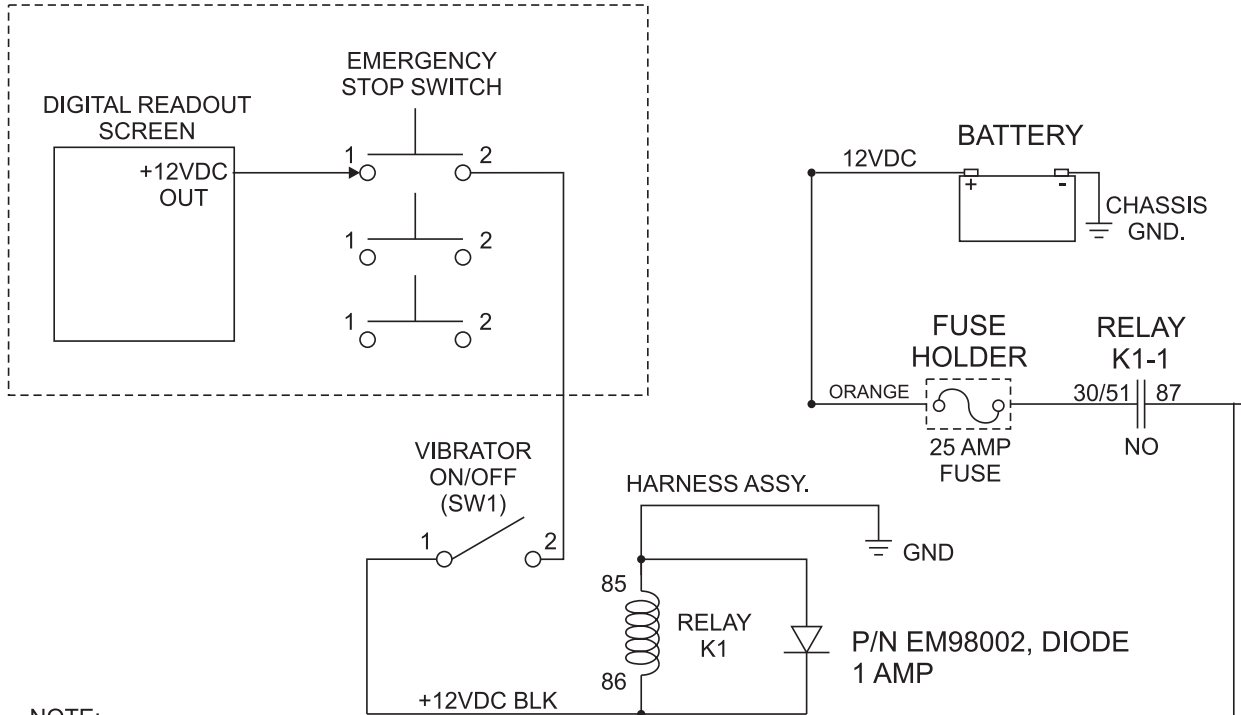 EMERGENCY
STOP SWITCH
DIGITAL READOUT
SCREEN
+12VDC
OUT
1
2
1
2
1
2
BATTERY
12VDC
+
-
CHASSIS
GND.
FUSE
HOLDER
RELAY
K1-1
ORANGE
30/51
87
25 AMP
FUSE
NO
VIBRATOR
ON/OFF
(SW1)
1
2
HARNESS ASSY.
GND
85
RELAY
K1
86
P/N EM98002, DIODE
1 AMP
+12VDC BLK
NOTE: